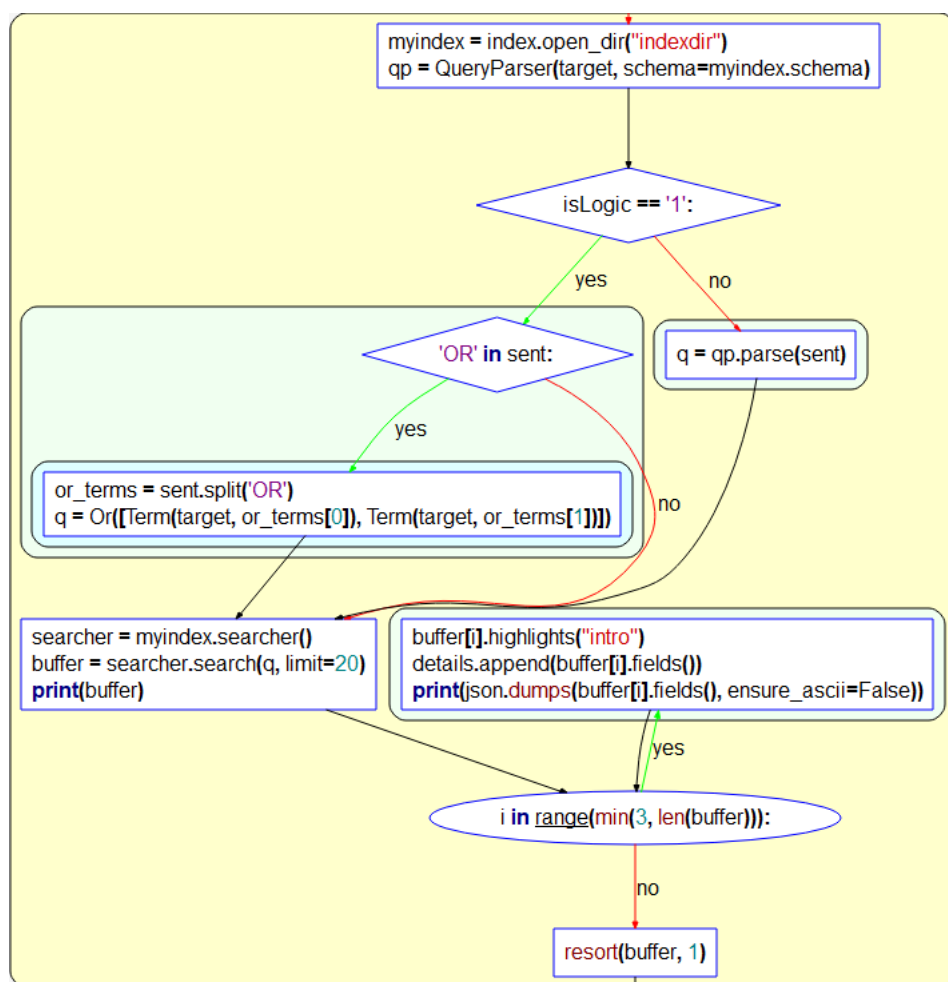 myindex = index.open_dir("indexdir")
qp = QueryParser(target, schema=myindex.schema)
isLogic == '1':
yes
no
'OR' in sent:
q = qp.parse(sent)
yes
or_terms = sent.split('OR')
q = Or([Term(target, or_terms[0]), Term(target, or_terms[1])])
no
searcher = myindex.searcher()
buffer = searcher.search(q, limit=20)
print(buffer)
buffer[i].highlights("intro")
details.append(buffer[i].fields())
print(json.dumps(buffer[i].fields(), ensure_ascii=False))
yes
i in range(min(3, len(buffer))):
no
resort(buffer, 1)